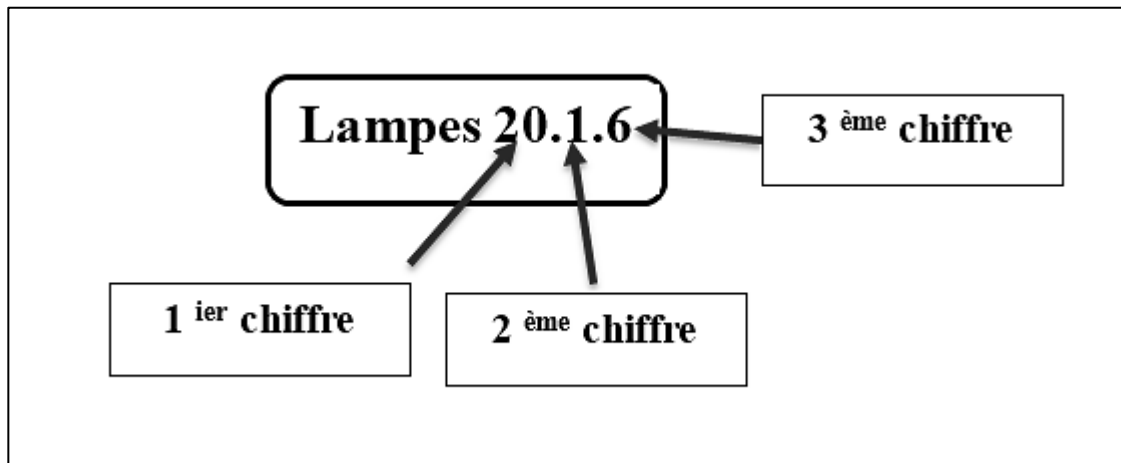 Lampes 20.1.6
3 ème chiffre
1 ier chiffre
2 ème chiffre